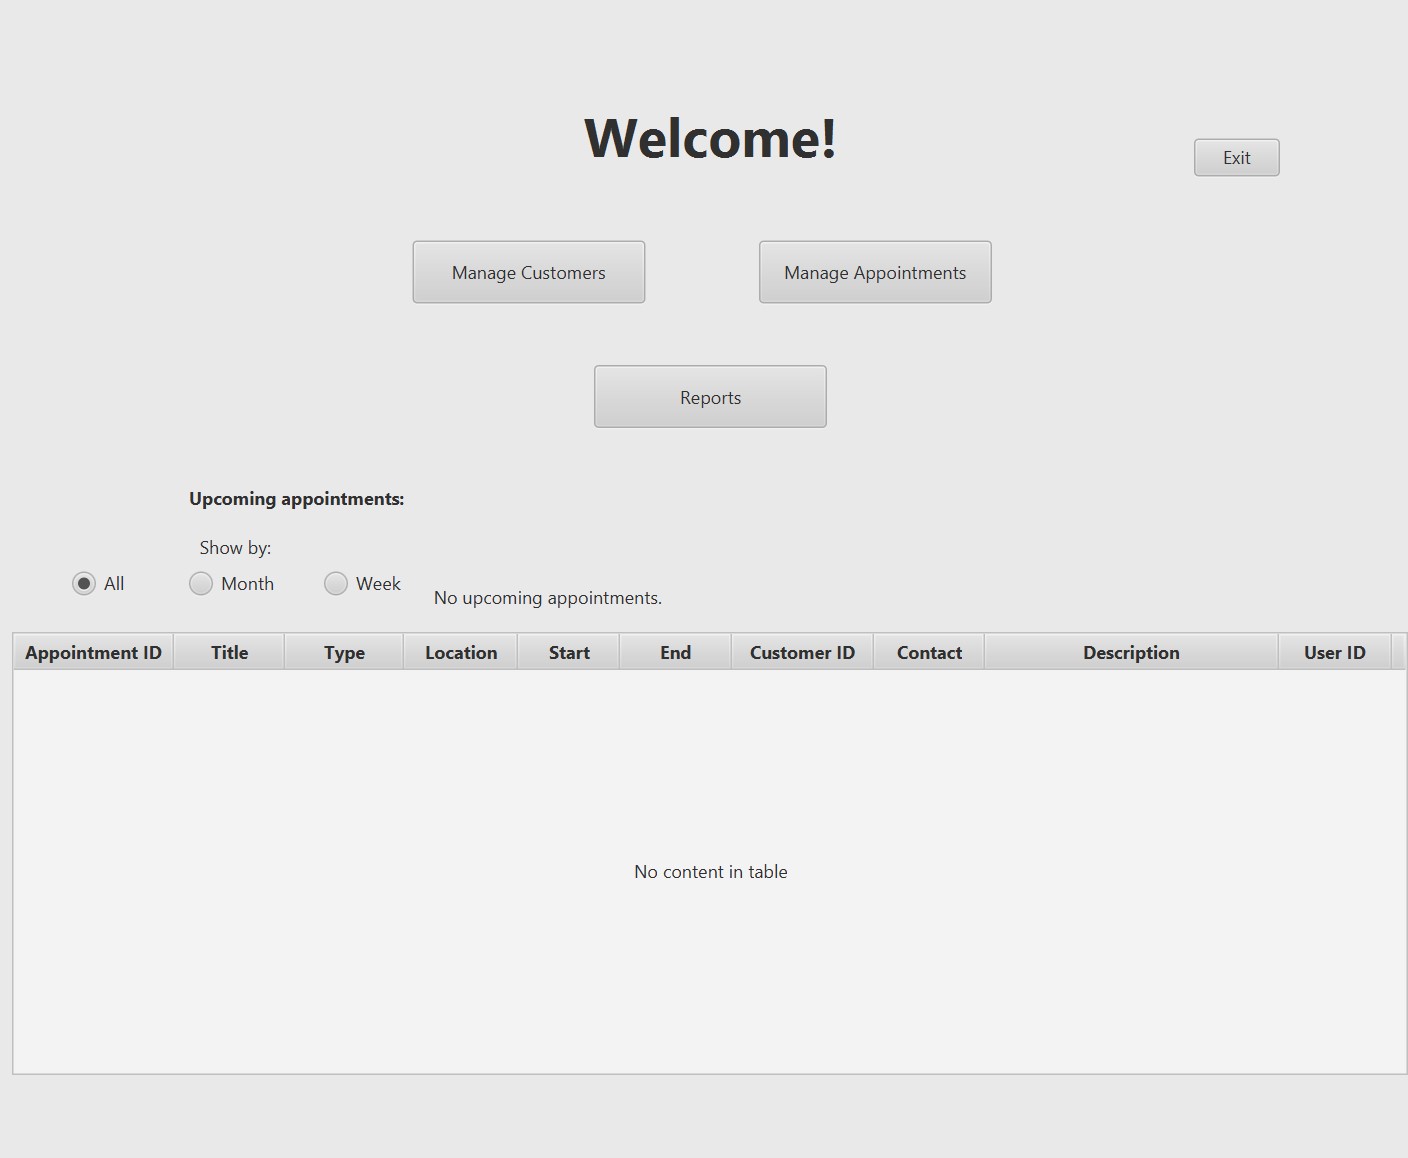 Welcome!
Exit
Manage Customers
Manage Appointments
Reports
Upcoming appointments:
Show by:
All
Month
Week
No upcoming appointments.
Appointment ID Title Type Location Start End Customer ID Contact Description User ID
No content in table